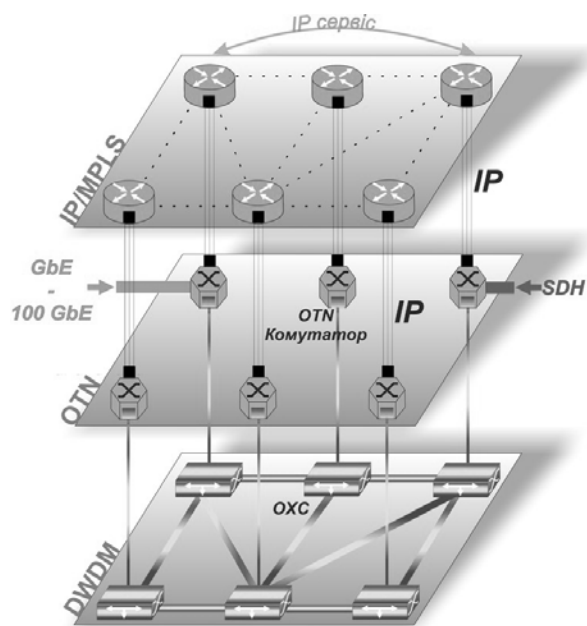 IP сервіс
IP/MPLS
IP
GbE
-
100 GbE
SDH
OTN
Комутатор
IP
OTN
OXC
DWDM